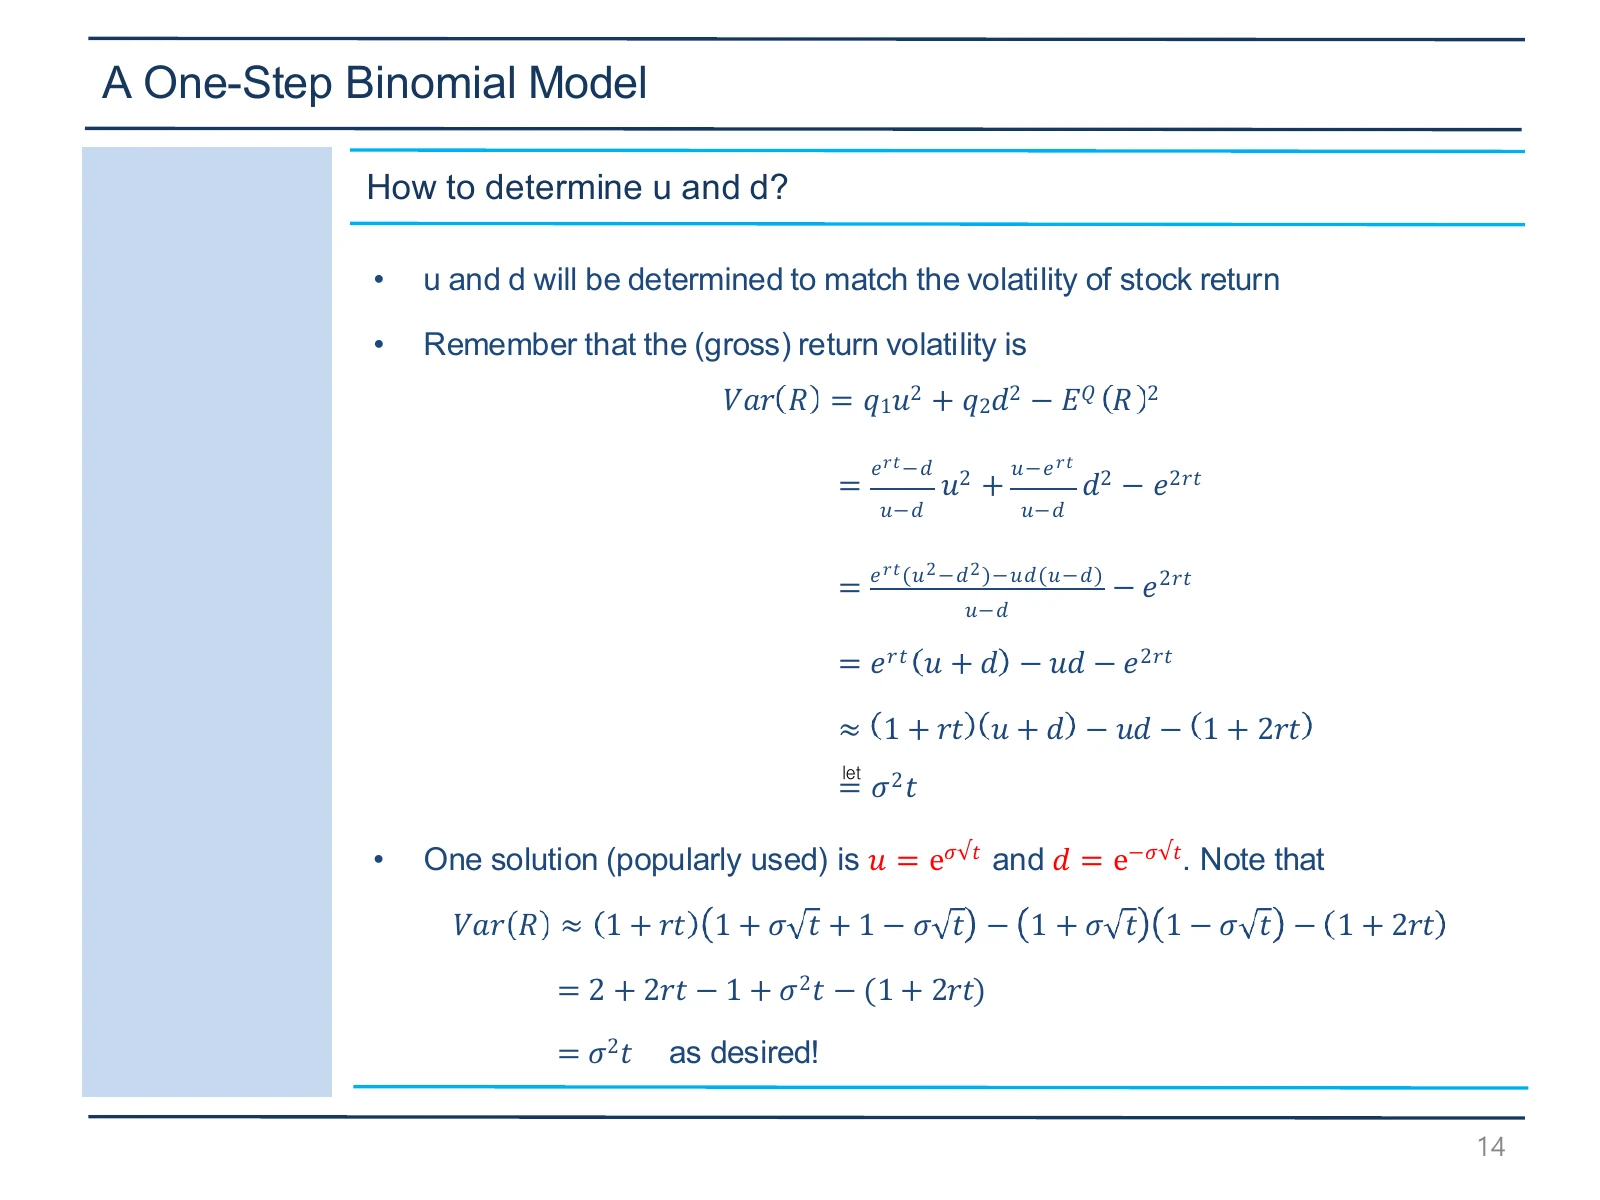 A One-Step Binomial Model
How to determine u and d?
• u and d will be determined to match the volatility of stock return
• Remember that the (gross) return volatility is
𝑉𝑎𝑟(𝑅) = 𝑞₁𝑢² + 𝑞₂𝑑² − 𝐸^𝑄(𝑅)²
= (e^{rt}−d)/(u−d) u² + (u−e^{rt})/(u−d) d² − e^{2rt}
= (e^{rt}(u²−d²)−ud(u−d))/(u−d) − e^{2rt}
= e^{rt}(u + d) − ud − e^{2rt}
≈ (1 + rt)(u + d) − ud − (1 + 2rt)
let
= σ²t
• One solution (popularly used) is u = e^{σ√t} and d = e^{−σ√t}. Note that
Var(R) ≈ (1 + rt)(1 + σ√t + 1 − σ√t) − (1 + σ√t)(1 − σ√t) − (1 + 2rt)
= 2 + 2rt − 1 + σ²t − (1 + 2rt)
= σ²t as desired!
14